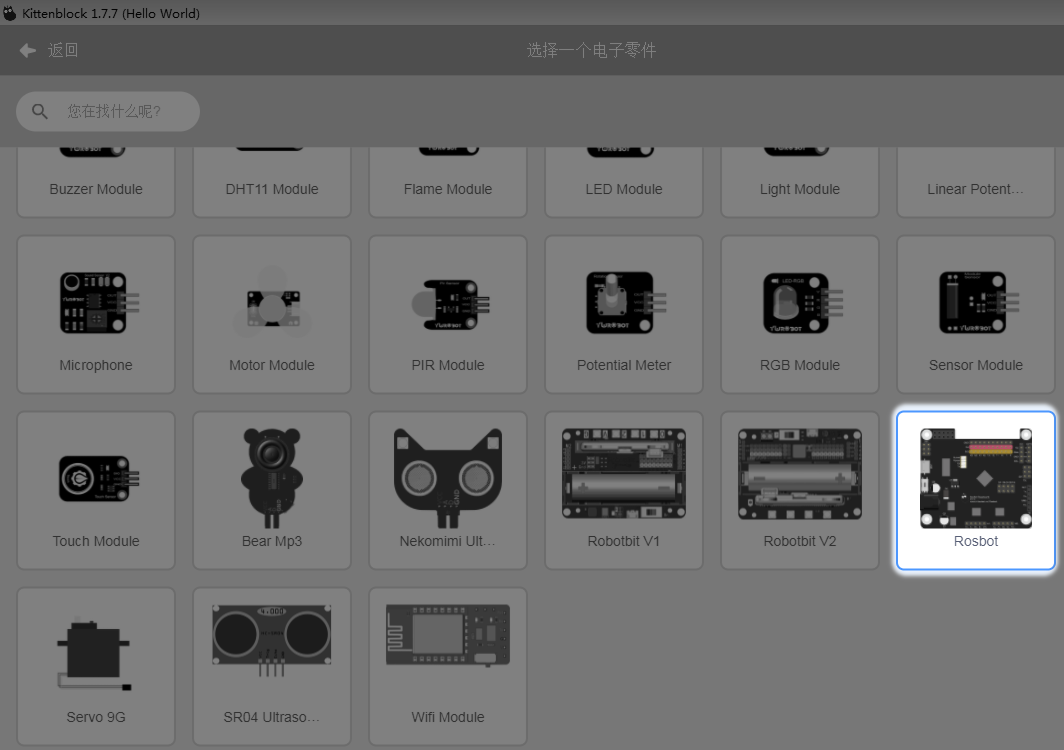 Kittenblock 1.7.7 (Hello World)
返回
选择一个电子零件
您在找什么呢?
Buzzer Module
DHT11 Module
Flame Module
LED Module
Light Module
Linear Potent…
Microphone
Motor Module
PIR Module
Potential Meter
RGB Module
Sensor Module
Touch Module
Bear Mp3
Nekomimi Ult…
Robotbit V1
Robotbit V2
Rosbot
Servo 9G
SR04 Ultraso…
Wifi Module